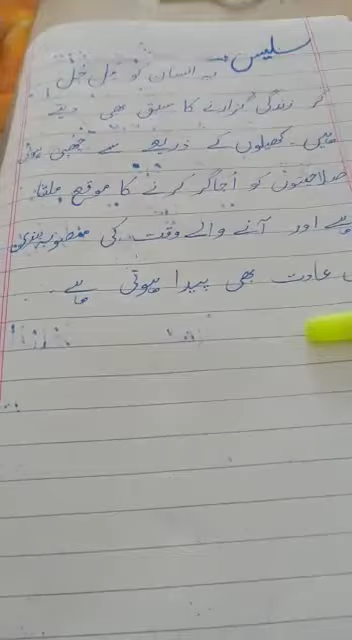 سلیس:۔ یہ انسان کو مل جل
کر زندگی گزارنے کا سبق بھی دیتے
ہیں۔ کھیلوں کے ذریعے سے چھپی ہوئی
صلاحیتوں کو اجاگر کرنے کا موقع ملتا
ہے اور آنے والے وقت کی منصوبہ بندی
عادت بھی پیدا ہوتی ہے۔